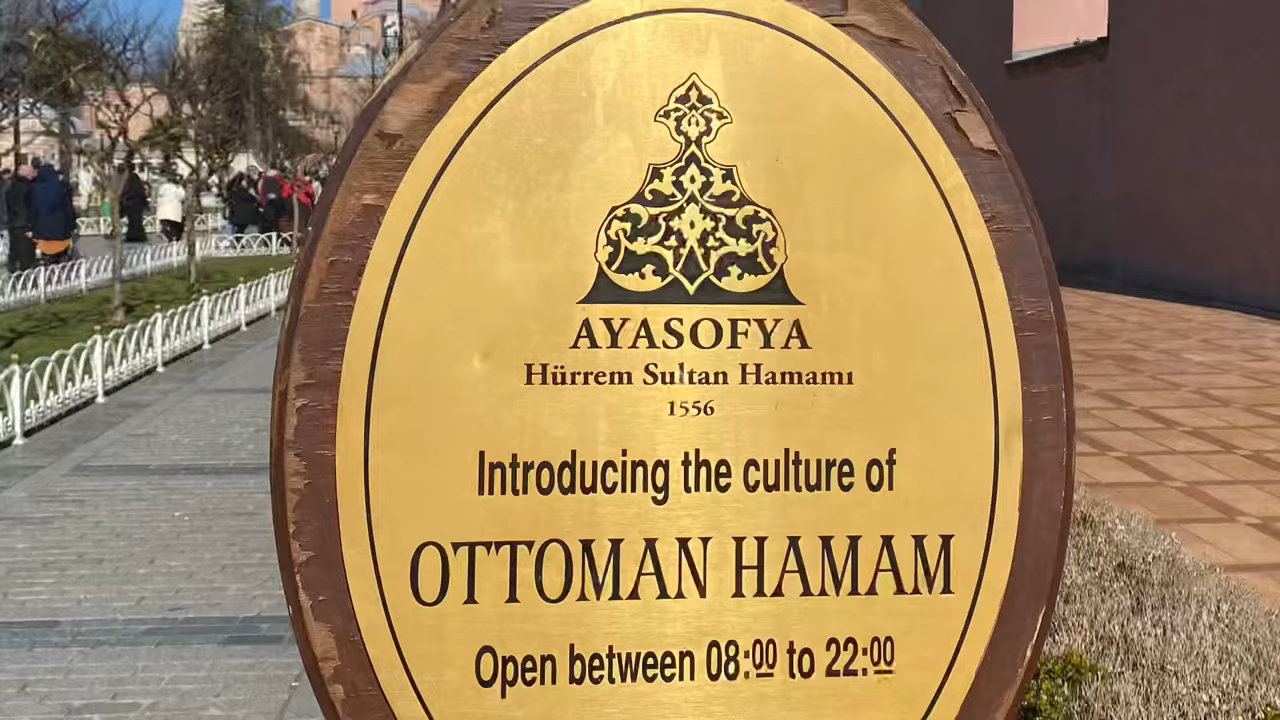 AYASOFYA
Hürrem Sultan Hamamı
1556
Introducing the culture of
OTTOMAN HAMAM
Open between 08:00 to 22:00